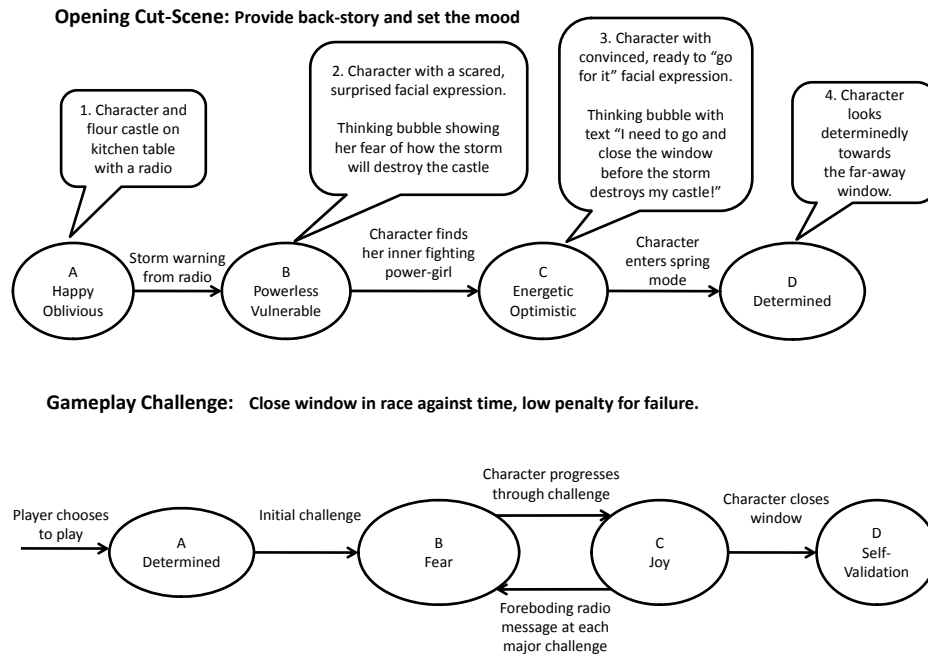 Opening Cut-Scene: Provide back-story and set the mood
1. Character and
flour castle on
kitchen table
with a radio
2. Character with a scared,
surprised facial expression.
Thinking bubble showing
her fear of how the storm
will destroy the castle
3. Character with
convinced, ready to “go
for it” facial expression.
Thinking bubble with
text “I need to go and
close the window
before the storm
destroys my castle!”
4. Character
looks
determinedly
towards
the far-away
window.
A
Happy
Oblivious
Storm warning
from radio
B
Powerless
Vulnerable
Character finds
her inner fighting
power-girl
C
Energetic
Optimistic
Character
enters spring
mode
D
Determined
Gameplay Challenge: Close window in race against time, low penalty for failure.
Player chooses
to play
A
Determined
Initial challenge
B
Fear
Character progresses
through challenge
Foreboding radio
message at each
major challenge
C
Joy
Character closes
window
D
Self-
Validation